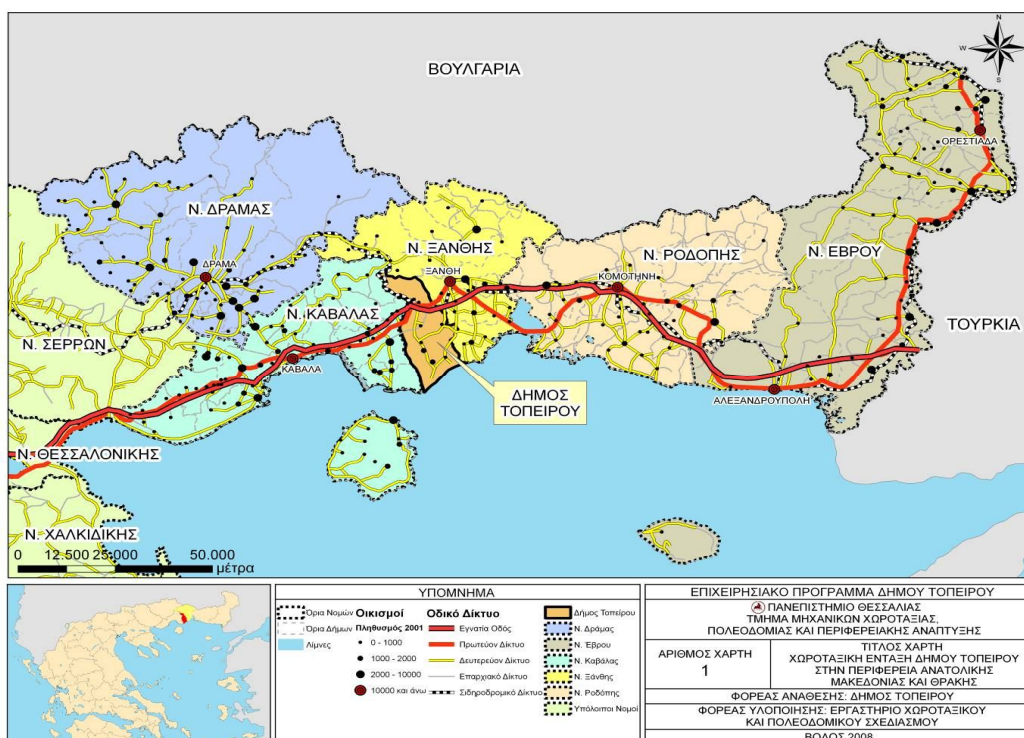 N
W
S
ΒΟΥΛΓΑΡΙΑ
ΟΡΕΣΤΙΑΔΑ
Ν. ΔΡΑΜΑΣ
ΔΡΑΜΑ
Ν. ΞΑΝΘΗΣ
ΞΑΝΘΗ
Ν. ΡΟΔΟΠΗΣ
ΚΟΜΟΤΗΝΗ
Ν. ΕΒΡΟΥ
ΤΟΥΡΚΙΑ
Ν. ΚΑΒΑΛΑΣ
ΚΑΒΑΛΑ
Ν. ΣΕΡΡΩΝ
ΔΗΜΟΣ
ΤΟΠΕΙΡΟΥ
ΑΛΕΞΑΝΔΡΟΥΠΟΛΗ
Ν. ΘΕΣΣΑΛΟΝΙΚΗΣ
Ν. ΧΑΛΚΙΔΙΚΗΣ
0 12.500 25.000 50.000
μέτρα
ΥΠΟΜΝΗΜΑ
Όρια Νομών
Όρια Δήμων
Λίμνες
Οικισμοί
Πληθυσμός 2001
0 - 1000
1000 - 2000
2000 - 10000
10000 και άνω
Οδικό Δίκτυο
Εγνατία Οδός
Πρωτεύον Δίκτυο
Δευτερεύον Δίκτυο
Επαρχιακό Δίκτυο
Σιδηροδρομικό Δίκτυο
Δήμος Τοπείρου
Ν. Δράμας
Ν. Έβρου
Ν. Καβάλας
Ν. Ξάνθης
Ν. Ροδόπης
Υπόλοιποι Νομοί
ΕΠΙΧΕΙΡΗΣΙΑΚΟ ΠΡΟΓΡΑΜΜΑ ΔΗΜΟΥ ΤΟΠΕΙΡΟΥ
ΠΑΝΕΠΙΣΤΗΜΙΟ ΘΕΣΣΑΛΙΑΣ
ΤΜΗΜΑ ΜΗΧΑΝΙΚΩΝ ΧΩΡΟΤΑΞΙΑΣ,
ΠΟΛΕΟΔΟΜΙΑΣ ΚΑΙ ΠΕΡΙΦΕΡΕΙΑΚΗΣ ΑΝΑΠΤΥΞΗΣ
ΑΡΙΘΜΟΣ ΧΑΡΤΗ
1
ΤΙΤΛΟΣ ΧΑΡΤΗ
ΧΩΡΟΤΑΞΙΚΗ ΕΝΤΑΞΗ ΔΗΜΟΥ ΤΟΠΕΙΡΟΥ
ΣΤΗΝ ΠΕΡΙΦΕΡΕΙΑ ΑΝΑΤΟΛΙΚΗΣ
ΜΑΚΕΔΟΝΙΑΣ ΚΑΙ ΘΡΑΚΗΣ
ΦΟΡΕΑΣ ΑΝΑΘΕΣΗΣ: ΔΗΜΟΣ ΤΟΠΕΙΡΟΥ
ΦΟΡΕΑΣ ΥΛΟΠΟΙΗΣΗΣ: ΕΡΓΑΣΤΗΡΙΟ ΧΩΡΟΤΑΞΙΚΟΥ
ΚΑΙ ΠΟΛΕΟΔΟΜΙΚΟΥ ΣΧΕΔΙΑΣΜΟΥ
ΒΟΛΟΣ 2008